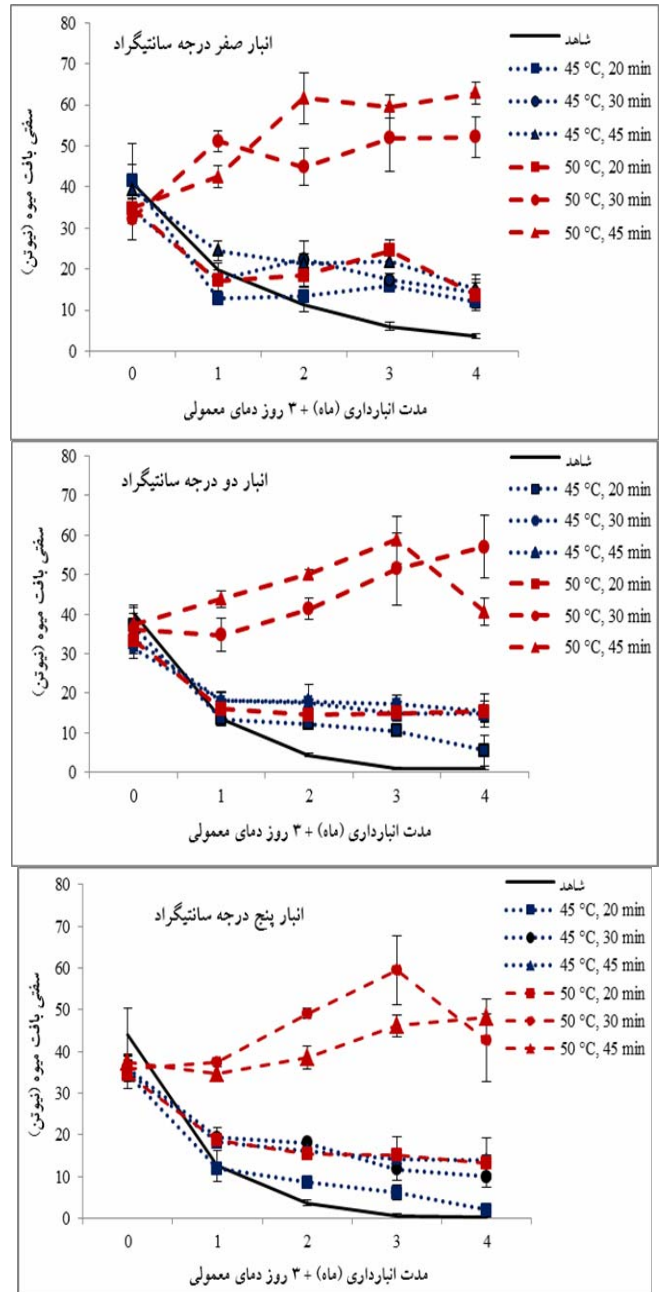 انبار صفر درجه سانتیگراد
سفتی بافت میوه (نیوتن)
80
70
60
50
40
30
20
10
0
0 1 2 3 4
مدت انبارداری (ماه) + ۳ روز دمای معمولی
شاهد
45 °C, 20 min
45 °C, 30 min
45 °C, 45 min
50 °C, 20 min
50 °C, 30 min
50 °C, 45 min
انبار دو درجه سانتیگراد
سفتی بافت میوه (نیوتن)
80
70
60
50
40
30
20
10
0
0 1 2 3 4
مدت انبارداری (ماه) + ۳ روز دمای معمولی
شاهد
45 °C, 20 min
45 °C, 30 min
45 °C, 45 min
50 °C, 20 min
50 °C, 30 min
50 °C, 45 min
انبار پنج درجه سانتیگراد
سفتی بافت میوه (نیوتن)
80
70
60
50
40
30
20
10
0
0 1 2 3 4
مدت انبارداری (ماه) + ۳ روز دمای معمولی
شاهد
45 °C, 20 min
45 °C, 30 min
45 °C, 45 min
50 °C, 20 min
50 °C, 30 min
50 °C, 45 min